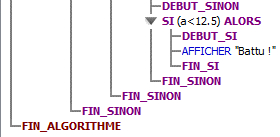 DEBUT_SINON
SI (a<12.5) ALORS
DEBUT_SI
AFFICHER "Battu !"
FIN_SI
FIN_SINON
FIN_SINON
FIN_SINON
FIN_ALGORITHME